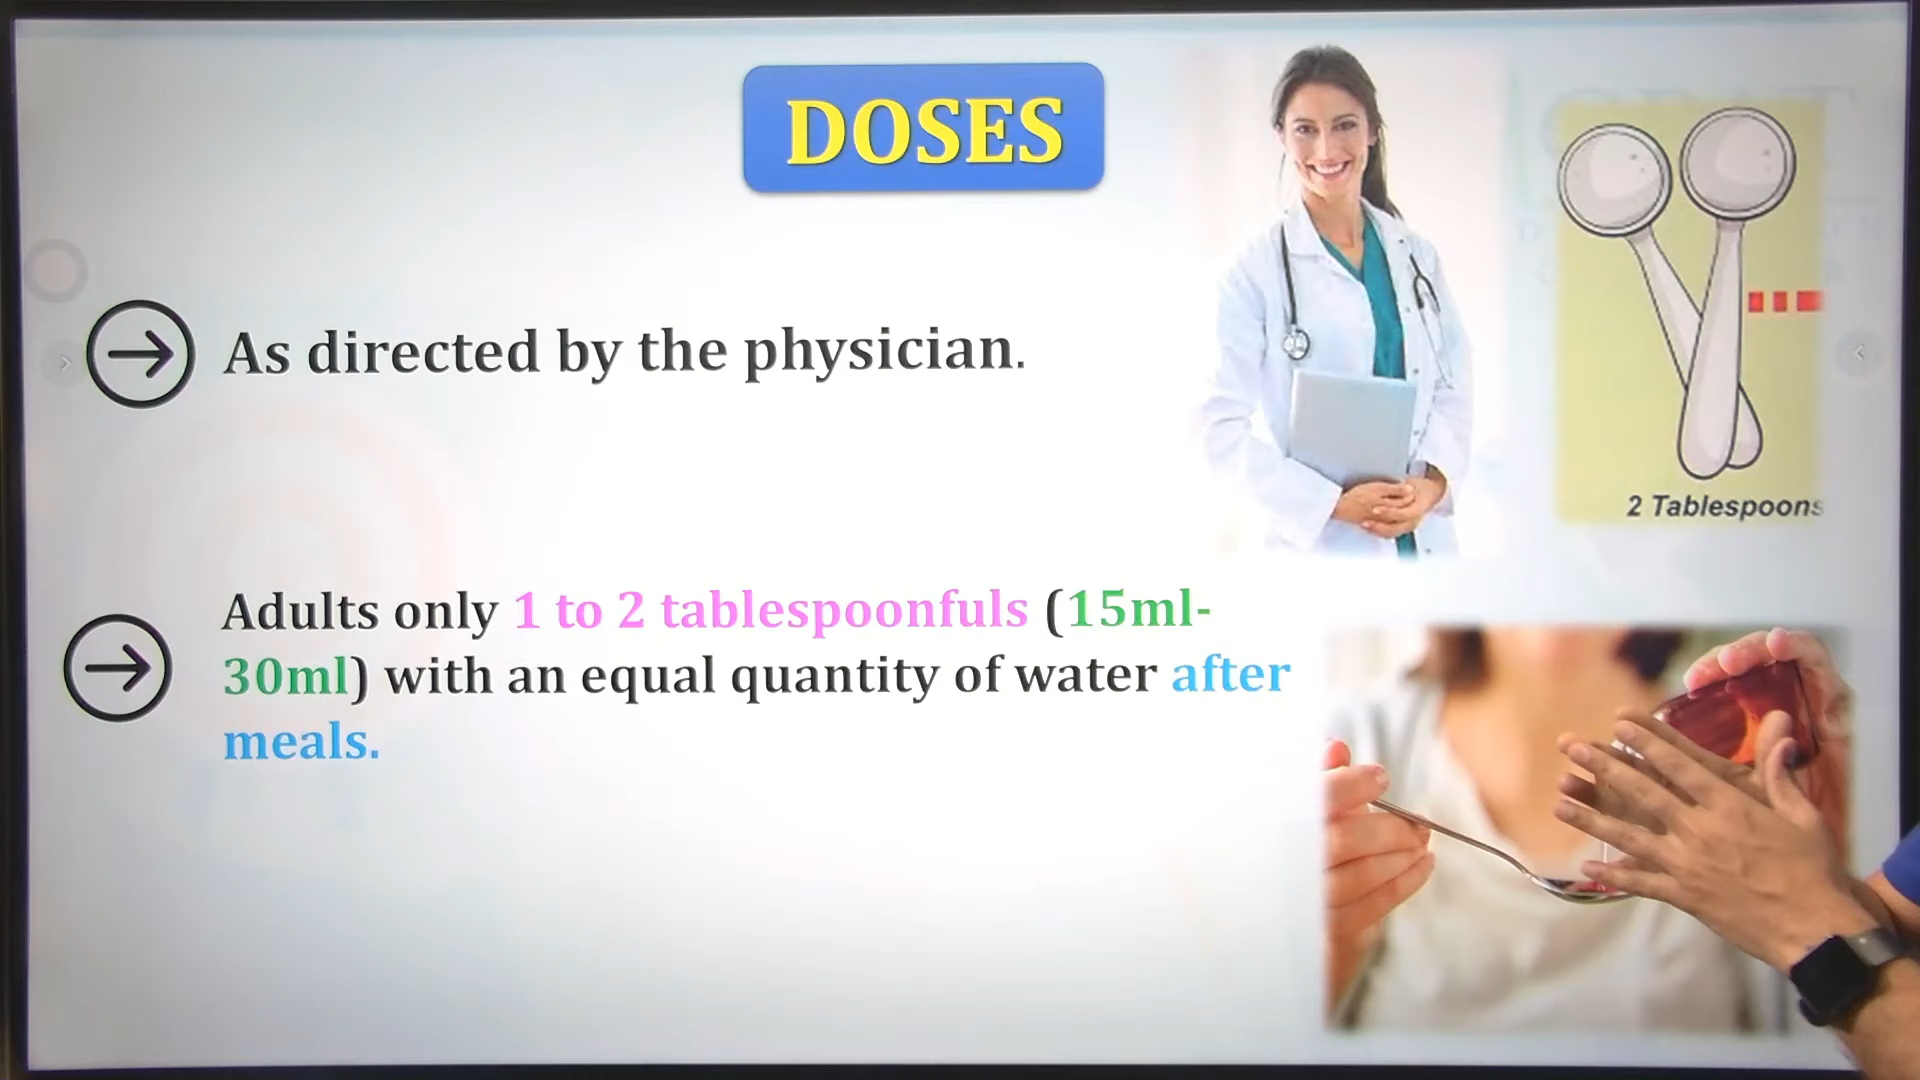 DOSES
As directed by the physician.
2 Tablespoons
Adults only 1 to 2 tablespoonfuls (15ml-
30ml) with an equal quantity of water after
meals.